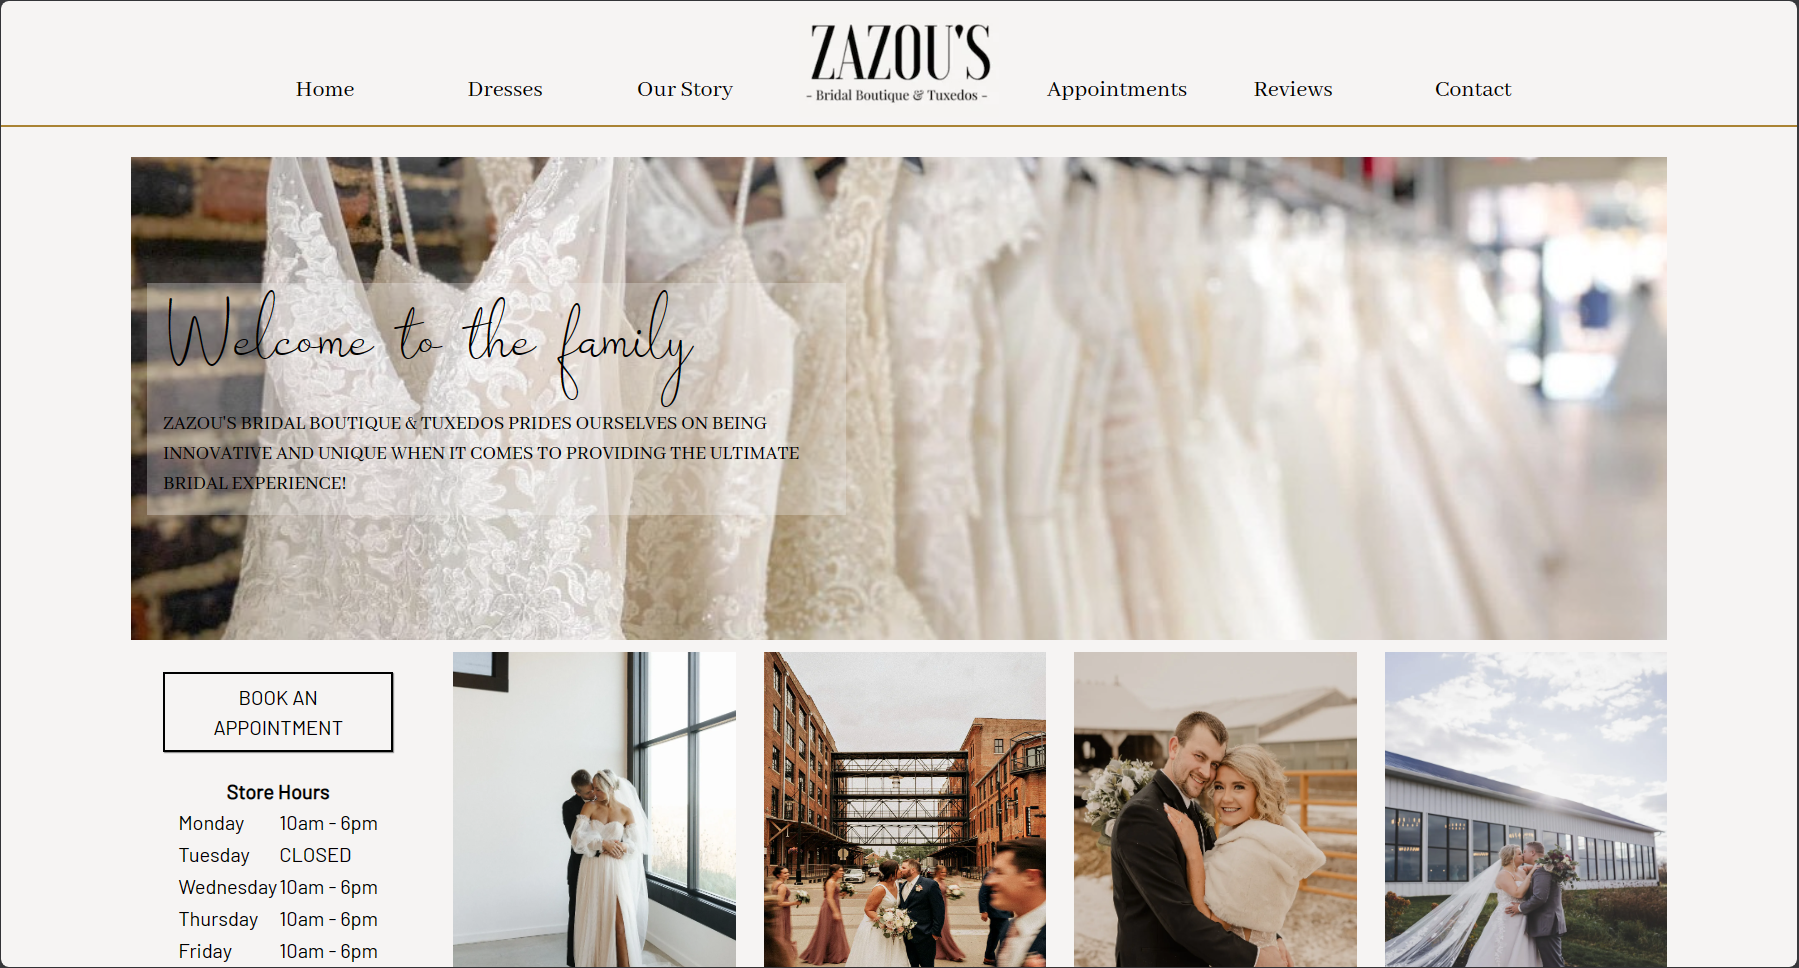 Home
Dresses
Our Story
ZAZOU'S
- Bridal Boutique & Tuxedos -
Appointments
Reviews
Contact
Welcome to the family
ZAZOU'S BRIDAL BOUTIQUE & TUXEDOS PRIDES OURSELVES ON BEING
INNOVATIVE AND UNIQUE WHEN IT COMES TO PROVIDING THE ULTIMATE
BRIDAL EXPERIENCE!
BOOK AN
APPOINTMENT
Store Hours
Monday 10am - 6pm
Tuesday CLOSED
Wednesday 10am - 6pm
Thursday 10am - 6pm
Friday 10am - 6pm